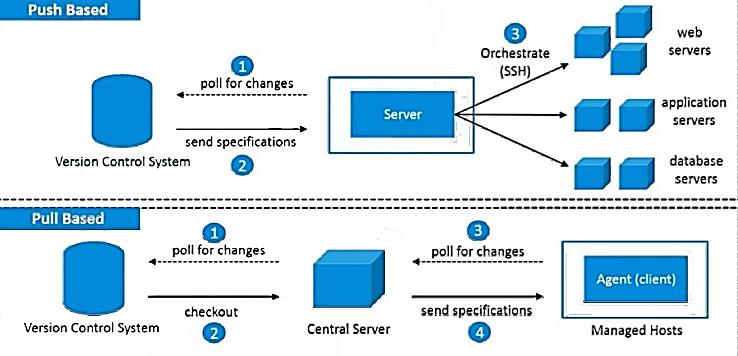 Push Based
1
poll for changes
Version Control System
send specifications
2
Server
3
Orchestrate
(SSH)
web
servers
application
servers
database
servers
Pull Based
1
poll for changes
Version Control System
checkout
2
Central Server
3
poll for changes
send specifications
4
Agent (client)
Managed Hosts